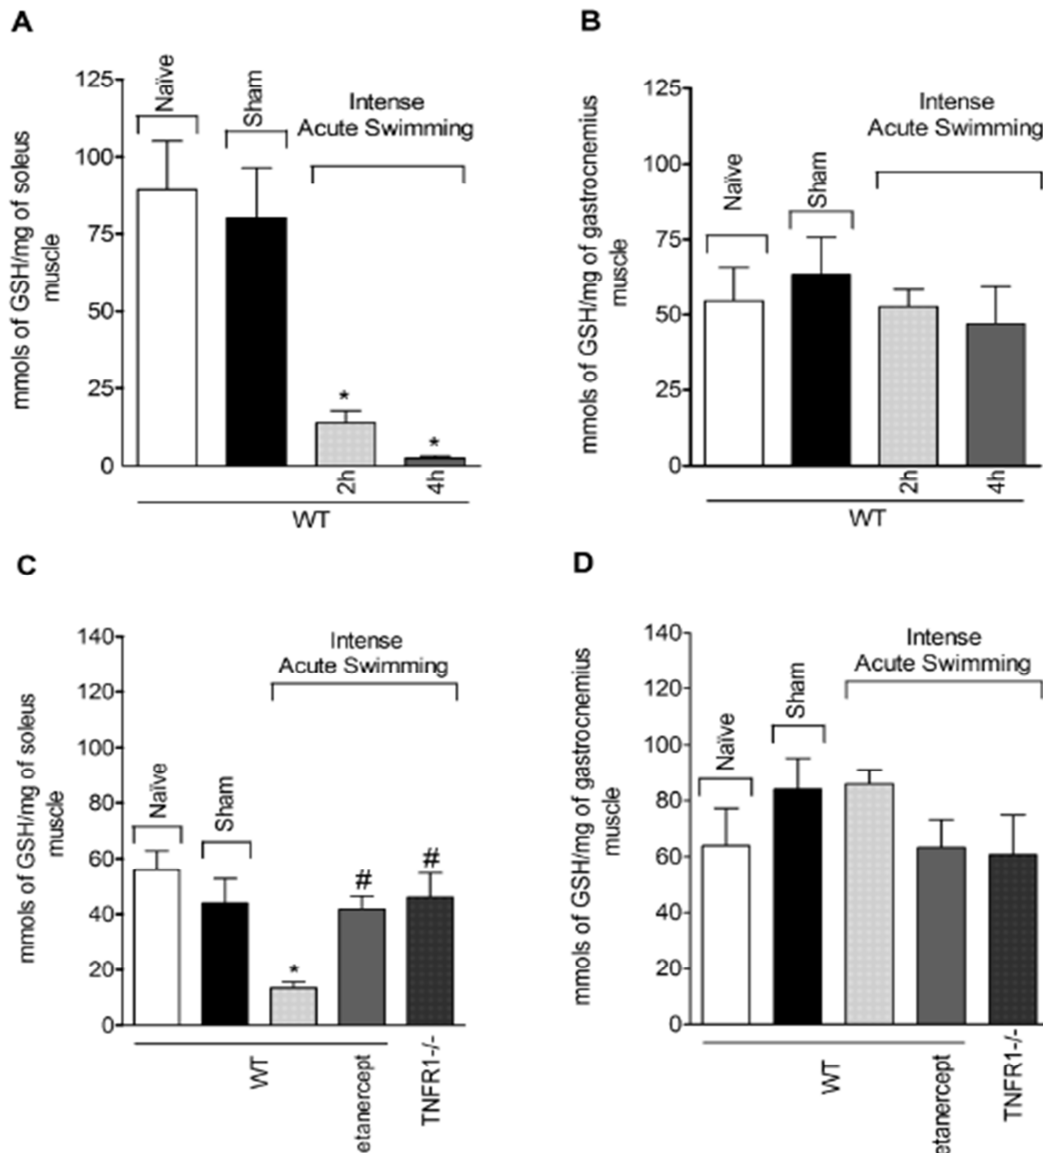 A
mmols of GSH/mg of soleus
muscle
125
100
75
50
25
0
Naïve
Sham
Intense
Acute Swimming
*
*
2h
4h
WT
B
mmols of GSH/mg of gastrocnemius
muscle
125
100
75
50
25
0
Naïve
Sham
Intense
Acute Swimming
2h
4h
WT
C
mmols of GSH/mg of soleus
muscle
140
120
100
80
60
40
20
0
Naïve
Sham
Intense
Acute Swimming
*
#
#
WT
etanercept
TNFR1-/-
D
mmols of GSH/mg of gastrocnemius
muscle
140
120
100
80
60
40
20
0
Naïve
Sham
Intense
Acute Swimming
WT
etanercept
TNFR1-/-